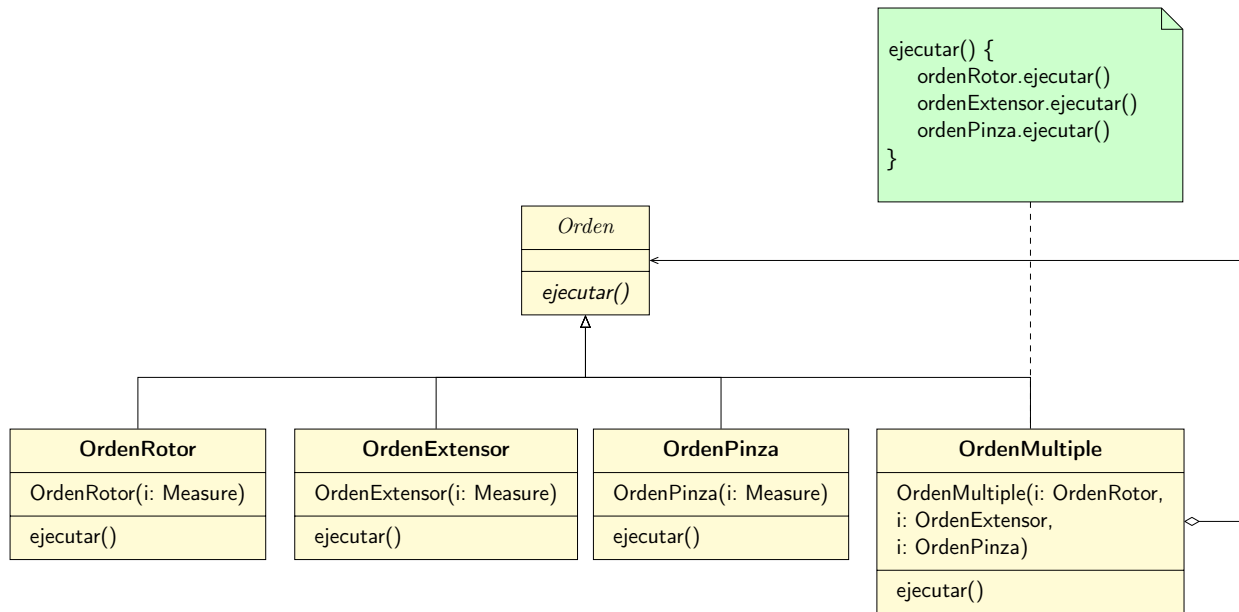 ejecutar() {
ordenRotor.ejecutar()
ordenExtensor.ejecutar()
ordenPinza.ejecutar()
}
Orden
ejecutar()
OrdenRotor
OrdenRotor(i: Measure)
ejecutar()
OrdenExtensor
OrdenExtensor(i: Measure)
ejecutar()
OrdenPinza
OrdenPinza(i: Measure)
ejecutar()
OrdenMultiple
OrdenMultiple(i: OrdenRotor,
i: OrdenExtensor,
i: OrdenPinza)
ejecutar()